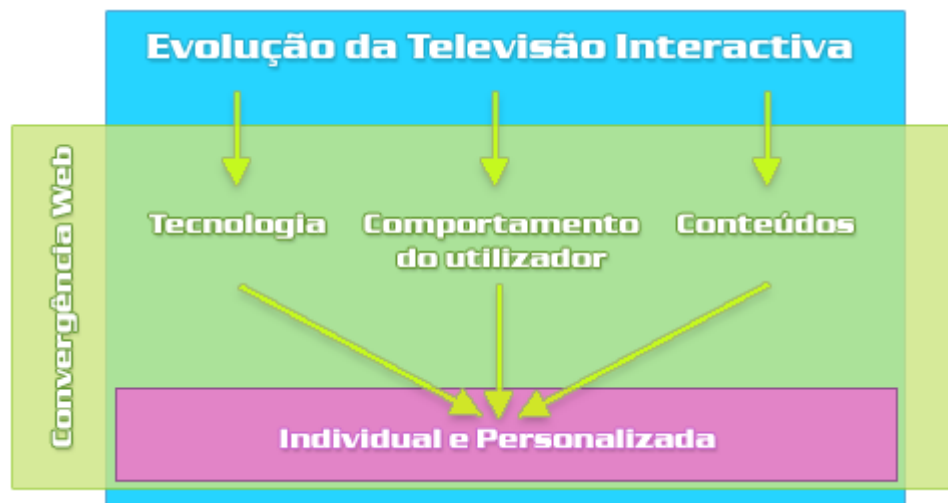 Evolução da Televisão Interactiva
Convergência Web
Tecnologia
Comportamento
do utilizador
Conteúdos
Individual e Personalizada